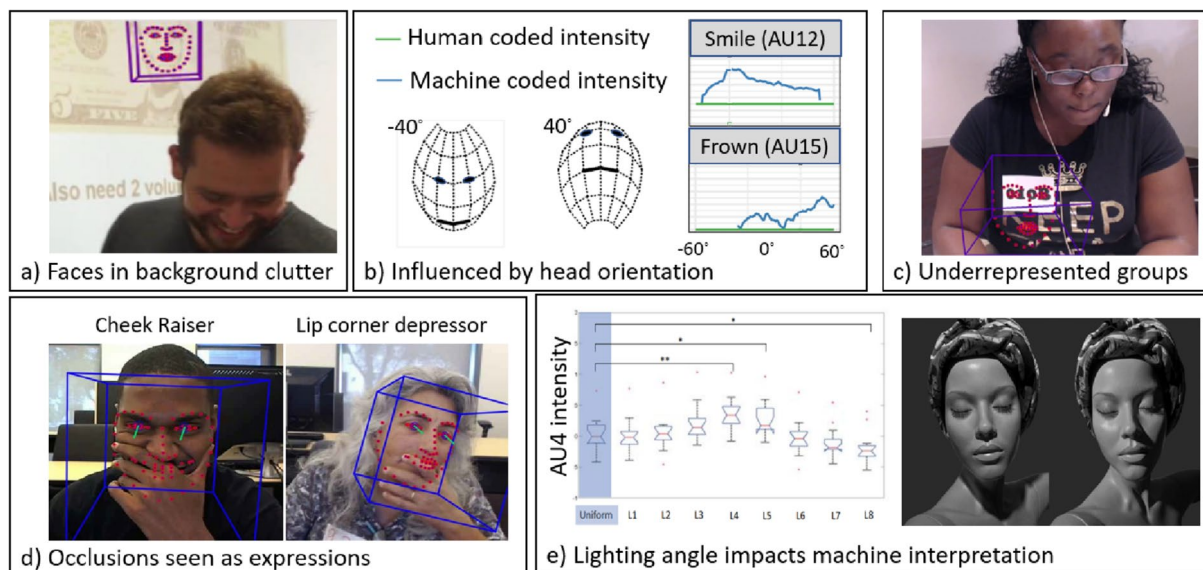 Also need 2 volu
5
a) Faces in background clutter
Human coded intensity
Machine coded intensity
-40°
40°
Smile (AU12)
Frown (AU15)
-60°
0°
60°
b) Influenced by head orientation
KEEP
c) Underrepresented groups
Cheek Raiser
Lip corner depressor
d) Occlusions seen as expressions
AU4 intensity
*
*
**
Uniform L1 L2 L3 L4 L5 L6 L7 L8
e) Lighting angle impacts machine interpretation